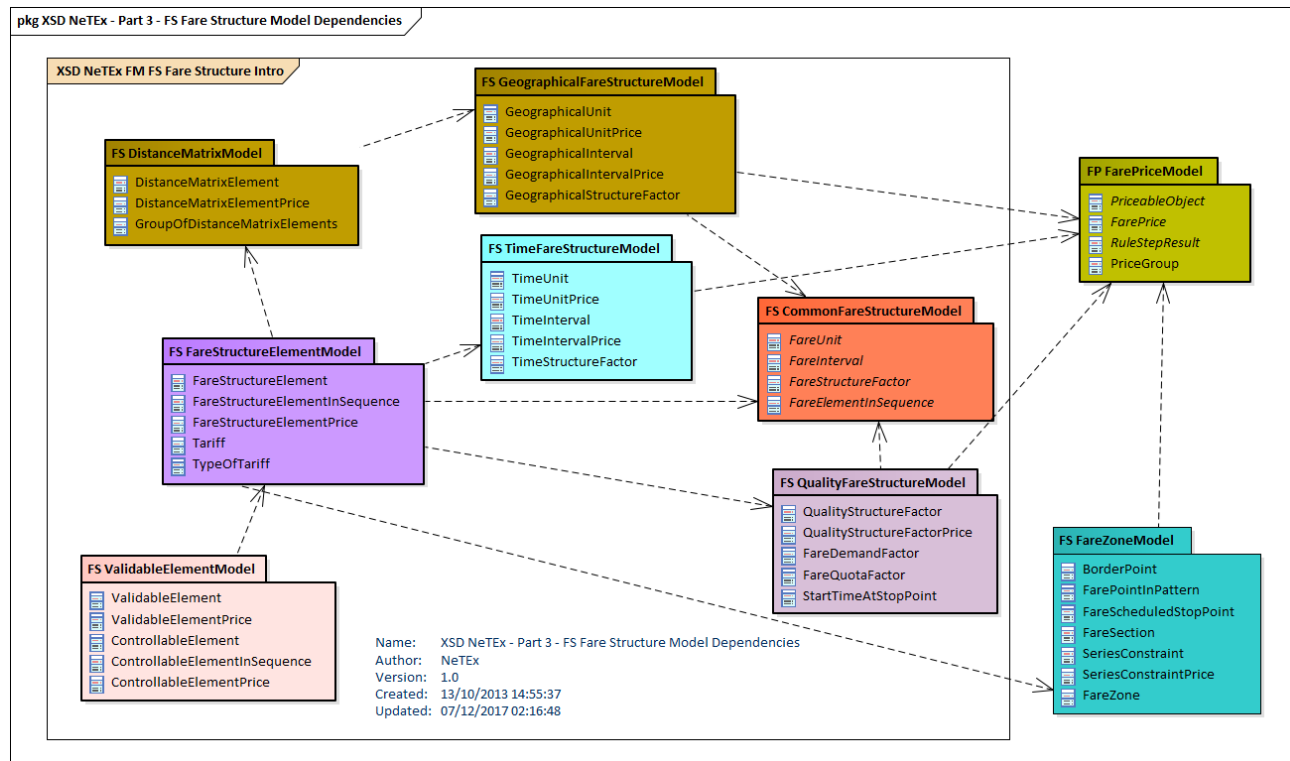 pkg XSD NeTEx - Part 3 - FS Fare Structure Model Dependencies
XSD NeTEx FM FS Fare Structure Intro
FS GeographicalFareStructureModel
GeographicalUnit
GeographicalUnitPrice
GeographicalInterval
GeographicalIntervalPrice
GeographicalStructureFactor
FS DistanceMatrixModel
DistanceMatrixElement
DistanceMatrixElementPrice
GroupOfDistanceMatrixElements
FP FarePriceModel
PriceableObject
FarePrice
RuleStepResult
PriceGroup
FS TimeFareStructureModel
TimeUnit
TimeUnitPrice
TimeInterval
TimeIntervalPrice
TimeStructureFactor
FS CommonFareStructureModel
FareUnit
FareInterval
FareStructureFactor
FareElementInSequence
FS FareStructureElementModel
FareStructureElement
FareStructureElementInSequence
FareStructureElementPrice
Tariff
TypeOfTariff
FS QualityFareStructureModel
QualityStructureFactor
QualityStructureFactorPrice
FareDemandFactor
FareQuotaFactor
StartTimeAtStopPoint
FS FareZoneModel
BorderPoint
FarePointInPattern
FareScheduledStopPoint
FareSection
SeriesConstraint
SeriesConstraintPrice
FareZone
FS ValidableElementModel
ValidableElement
ValidableElementPrice
ControllableElement
ControllableElementInSequence
ControllableElementPrice
Name: XSD NeTEx - Part 3 - FS Fare Structure Model Dependencies
Author: NeTEx
Version: 1.0
Created: 13/10/2013 14:55:37
Updated: 07/12/2017 02:16:48